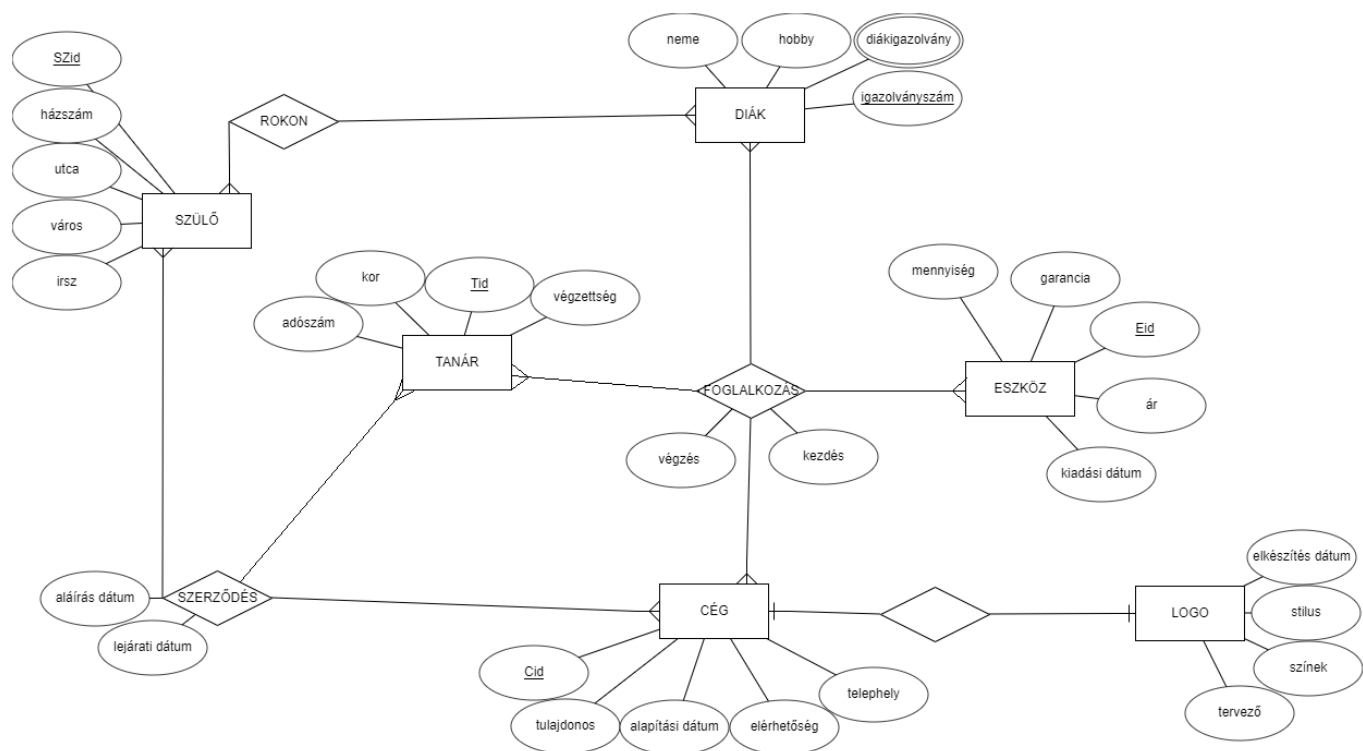 neme
hobby
diákigazolvány
SZid
házszám
utca
város
irsz
SZÜLŐ
ROKON
DIÁK
igazolványszám
kor
Tid
végzettség
adószám
TANÁR
mennyiség
garancia
Eid
ESZKÖZ
ár
kiadási dátum
FOGLALKOZÁS
végzés
kezdés
aláírás dátum
SZERZŐDÉS
lejárati dátum
CÉG
Cid
tulajdonos
alapítási dátum
elérhetőség
telephely
LOGO
elkészítés dátum
stilus
színek
tervező